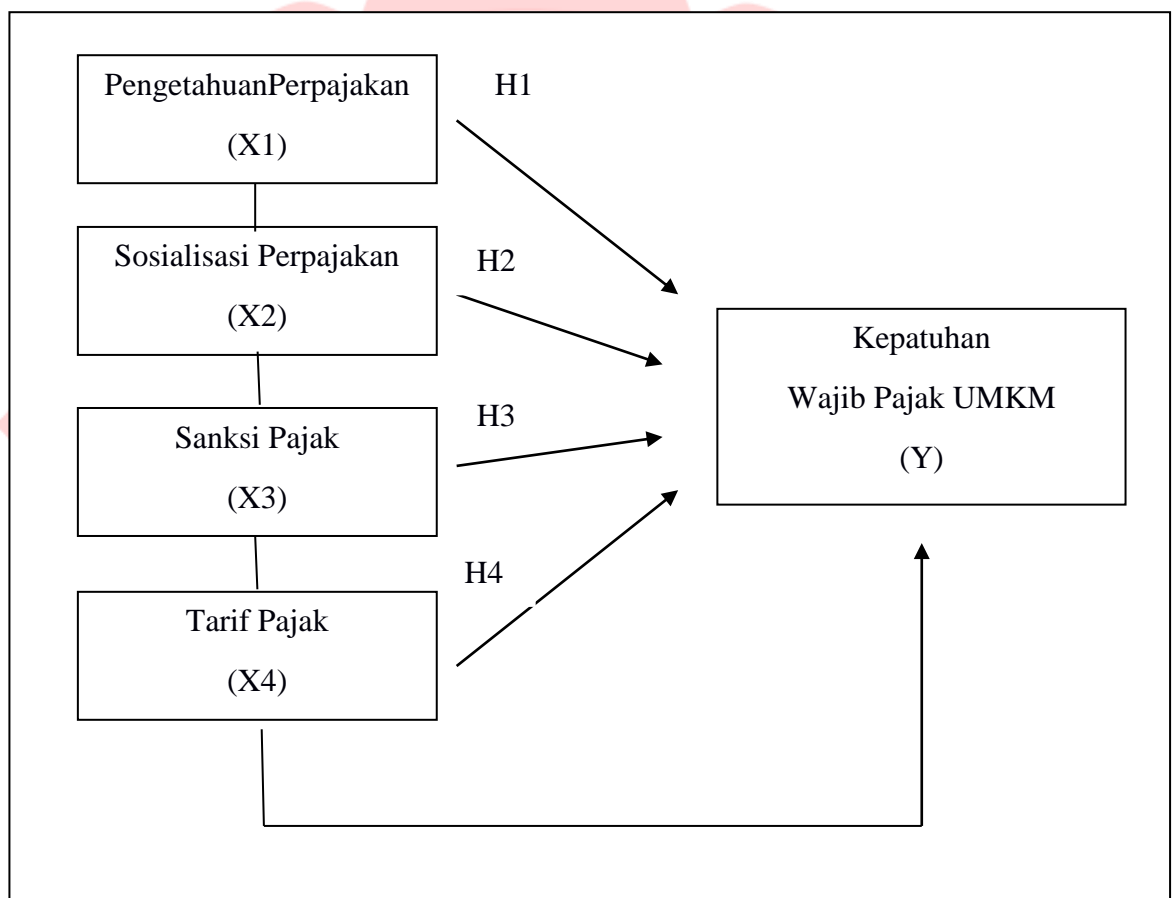 PengetahuanPerpajakan
(X1)
H1
Sosialisasi Perpajakan
(X2)
H2
Kepatuhan
Wajib Pajak UMKM
(Y)
Sanksi Pajak
(X3)
H3
Tarif Pajak
(X4)
H4